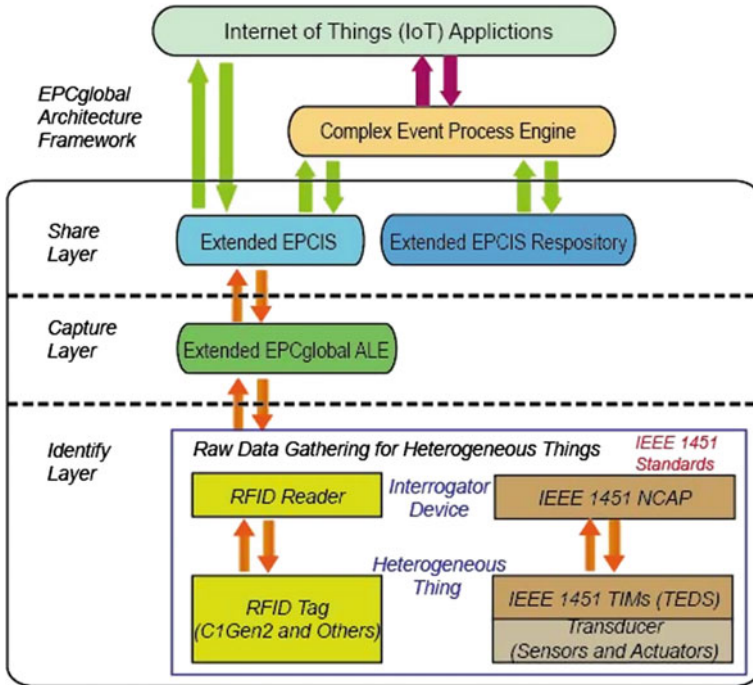 Internet of Things (IoT) Applictions
EPCglobal
Architecture
Framework
Complex Event Process Engine
Share
Layer
Extended EPCIS
Extended EPCIS Respository
Capture
Layer
Extended EPCglobal ALE
Identify
Layer
Raw Data Gathering for Heterogeneous Things
IEEE 1451
Standards
RFID Reader
Interrogator
Device
IEEE 1451 NCAP
Heterogeneous
Thing
RFID Tag
(C1Gen2 and Others)
IEEE 1451 TIMs (TEDS)
Transducer
(Sensors and Actuators)